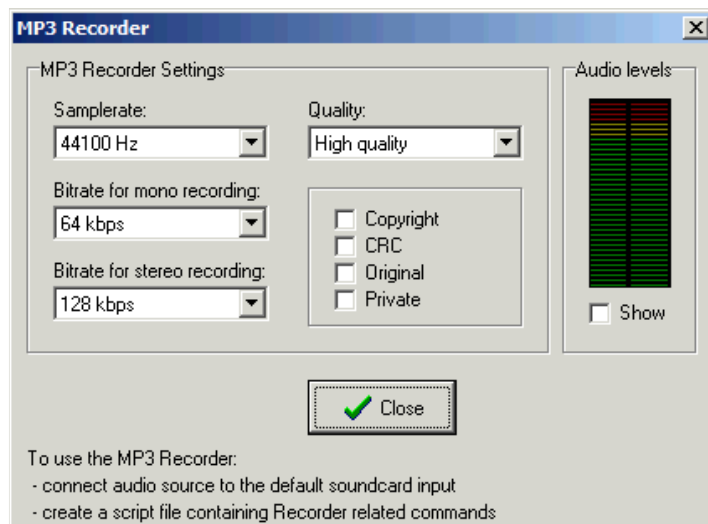 MP3 Recorder
MP3 Recorder Settings
Samplerate:
44100 Hz
Bitrate for mono recording:
64 kbps
Bitrate for stereo recording:
128 kbps
Quality:
High quality
Copyright
CRC
Original
Private
Audio levels
Show
Close
To use the MP3 Recorder:
- connect audio source to the default soundcard input
- create a script file containing Recorder related commands